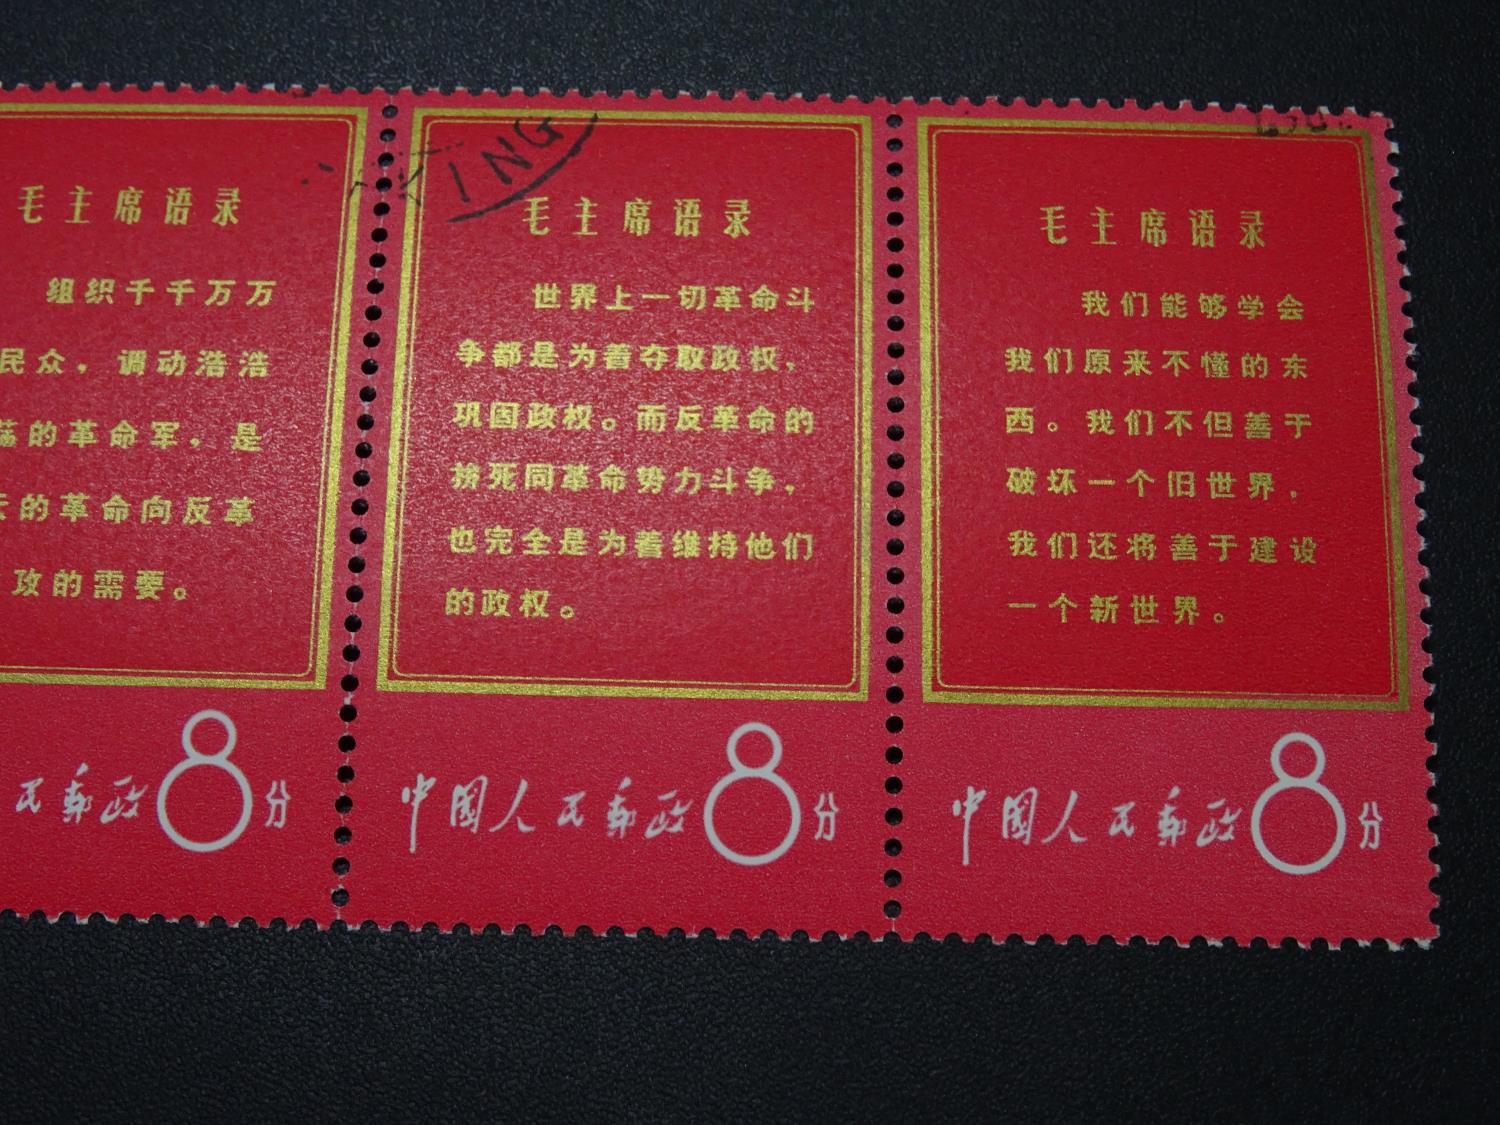 毛主席语录
组织千千万万
民众，调动浩浩
荡的革命军，是
的革命向反革
攻的需要。
民邮政8分
KING
毛主席语录
世界上一切革命斗
争都是为着夺取政权，
巩固政权。而反革命的
拚死同革命势力斗争，
也完全是为着维持他们
的政权。
中国人民邮政8分
毛主席语录
我们能够学会
我们原来不懂的东
西。我们不但善于
破坏一个旧世界，
我们还将善于建设
一个新世界。
中国人民邮政8分